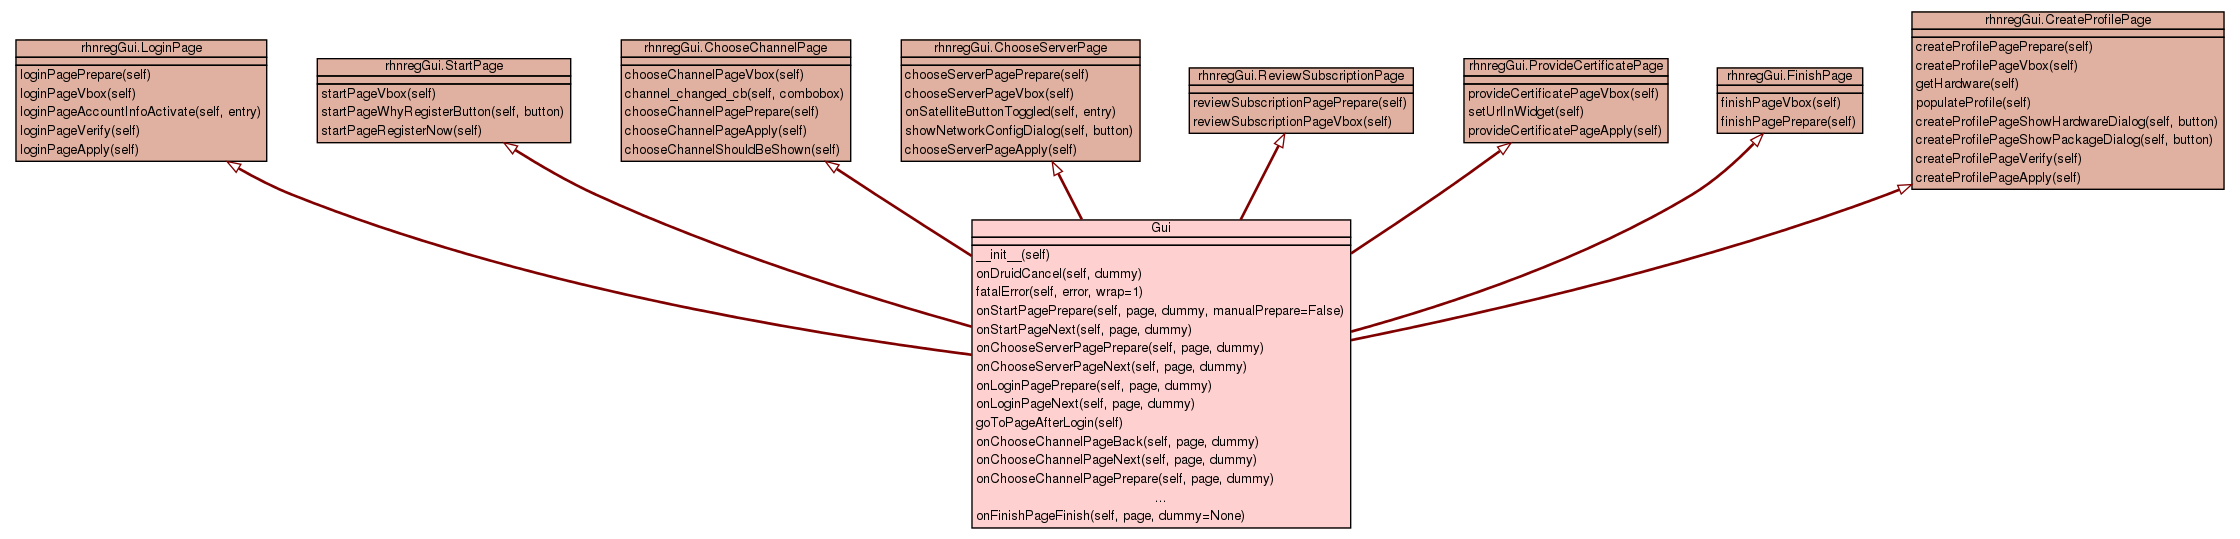 rhnregGui.LoginPage
loginPagePrepare(self)
loginPageVbox(self)
loginPageAccountInfoActivate(self, entry)
loginPageVerify(self)
loginPageApply(self)
rhnregGui.StartPage
startPageVbox(self)
startPageWhyRegisterButton(self, button)
startPageRegisterNow(self)
rhnregGui.ChooseChannelPage
chooseChannelPageVbox(self)
channel_changed_cb(self, combobox)
chooseChannelPagePrepare(self)
chooseChannelPageApply(self)
chooseChannelShouldBeShown(self)
rhnregGui.ChooseServerPage
chooseServerPagePrepare(self)
chooseServerPageVbox(self)
onSatelliteButtonToggled(self, entry)
showNetworkConfigDialog(self, button)
chooseServerPageApply(self)
rhnregGui.ReviewSubscriptionPage
reviewSubscriptionPagePrepare(self)
reviewSubscriptionPageVbox(self)
rhnregGui.ProvideCertificatePage
provideCertificatePageVbox(self)
setUrlInWidget(self)
provideCertificatePageApply(self)
rhnregGui.FinishPage
finishPageVbox(self)
finishPagePrepare(self)
rhnregGui.CreateProfilePage
createProfilePagePrepare(self)
createProfilePageVbox(self)
getHardware(self)
populateProfile(self)
createProfilePageShowHardwareDialog(self, button)
createProfilePageShowPackageDialog(self, button)
createProfilePageVerify(self)
createProfilePageApply(self)
Gui
__init__(self)
onDruidCancel(self, dummy)
fatalError(self, error, wrap=1)
onStartPagePrepare(self, page, dummy, manualPrepare=False)
onStartPageNext(self, page, dummy)
onChooseServerPagePrepare(self, page, dummy)
onChooseServerPageNext(self, page, dummy)
onLoginPagePrepare(self, page, dummy)
onLoginPageNext(self, page, dummy)
goToPageAfterLogin(self)
onChooseChannelPageBack(self, page, dummy)
onChooseChannelPageNext(self, page, dummy)
onChooseChannelPagePrepare(self, page, dummy)
...
onFinishPageFinish(self, page, dummy=None)